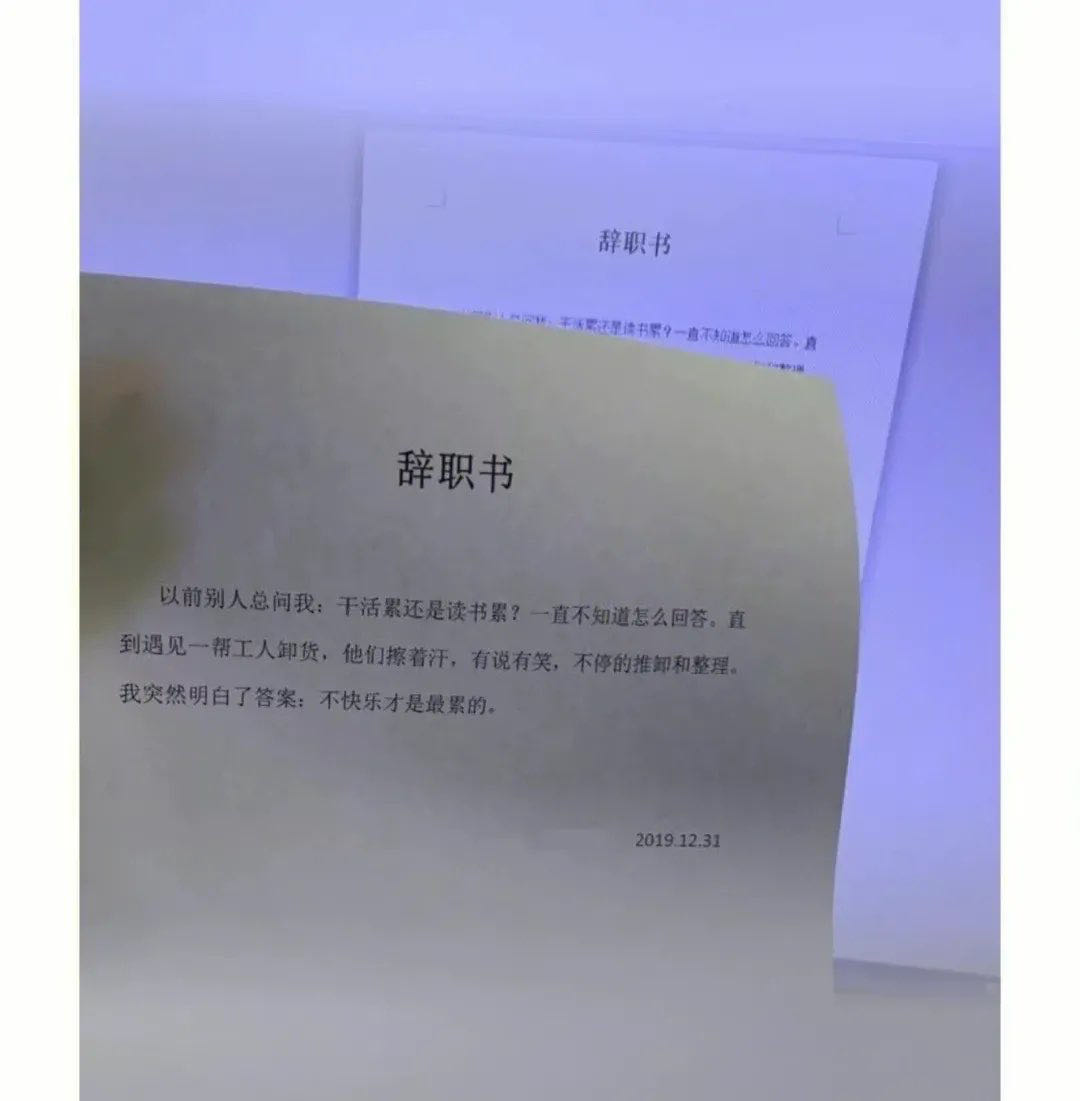 辞职书
干活累还是读书累？一直不知道怎么回答。直
辞职书
以前别人总问我：干活累还是读书累？一直不知道怎么回答。直
到遇见一帮工人卸货，他们擦着汗，有说有笑，不停的推卸和整理。
我突然明白了答案：不快乐才是最累的。
2019.12.31